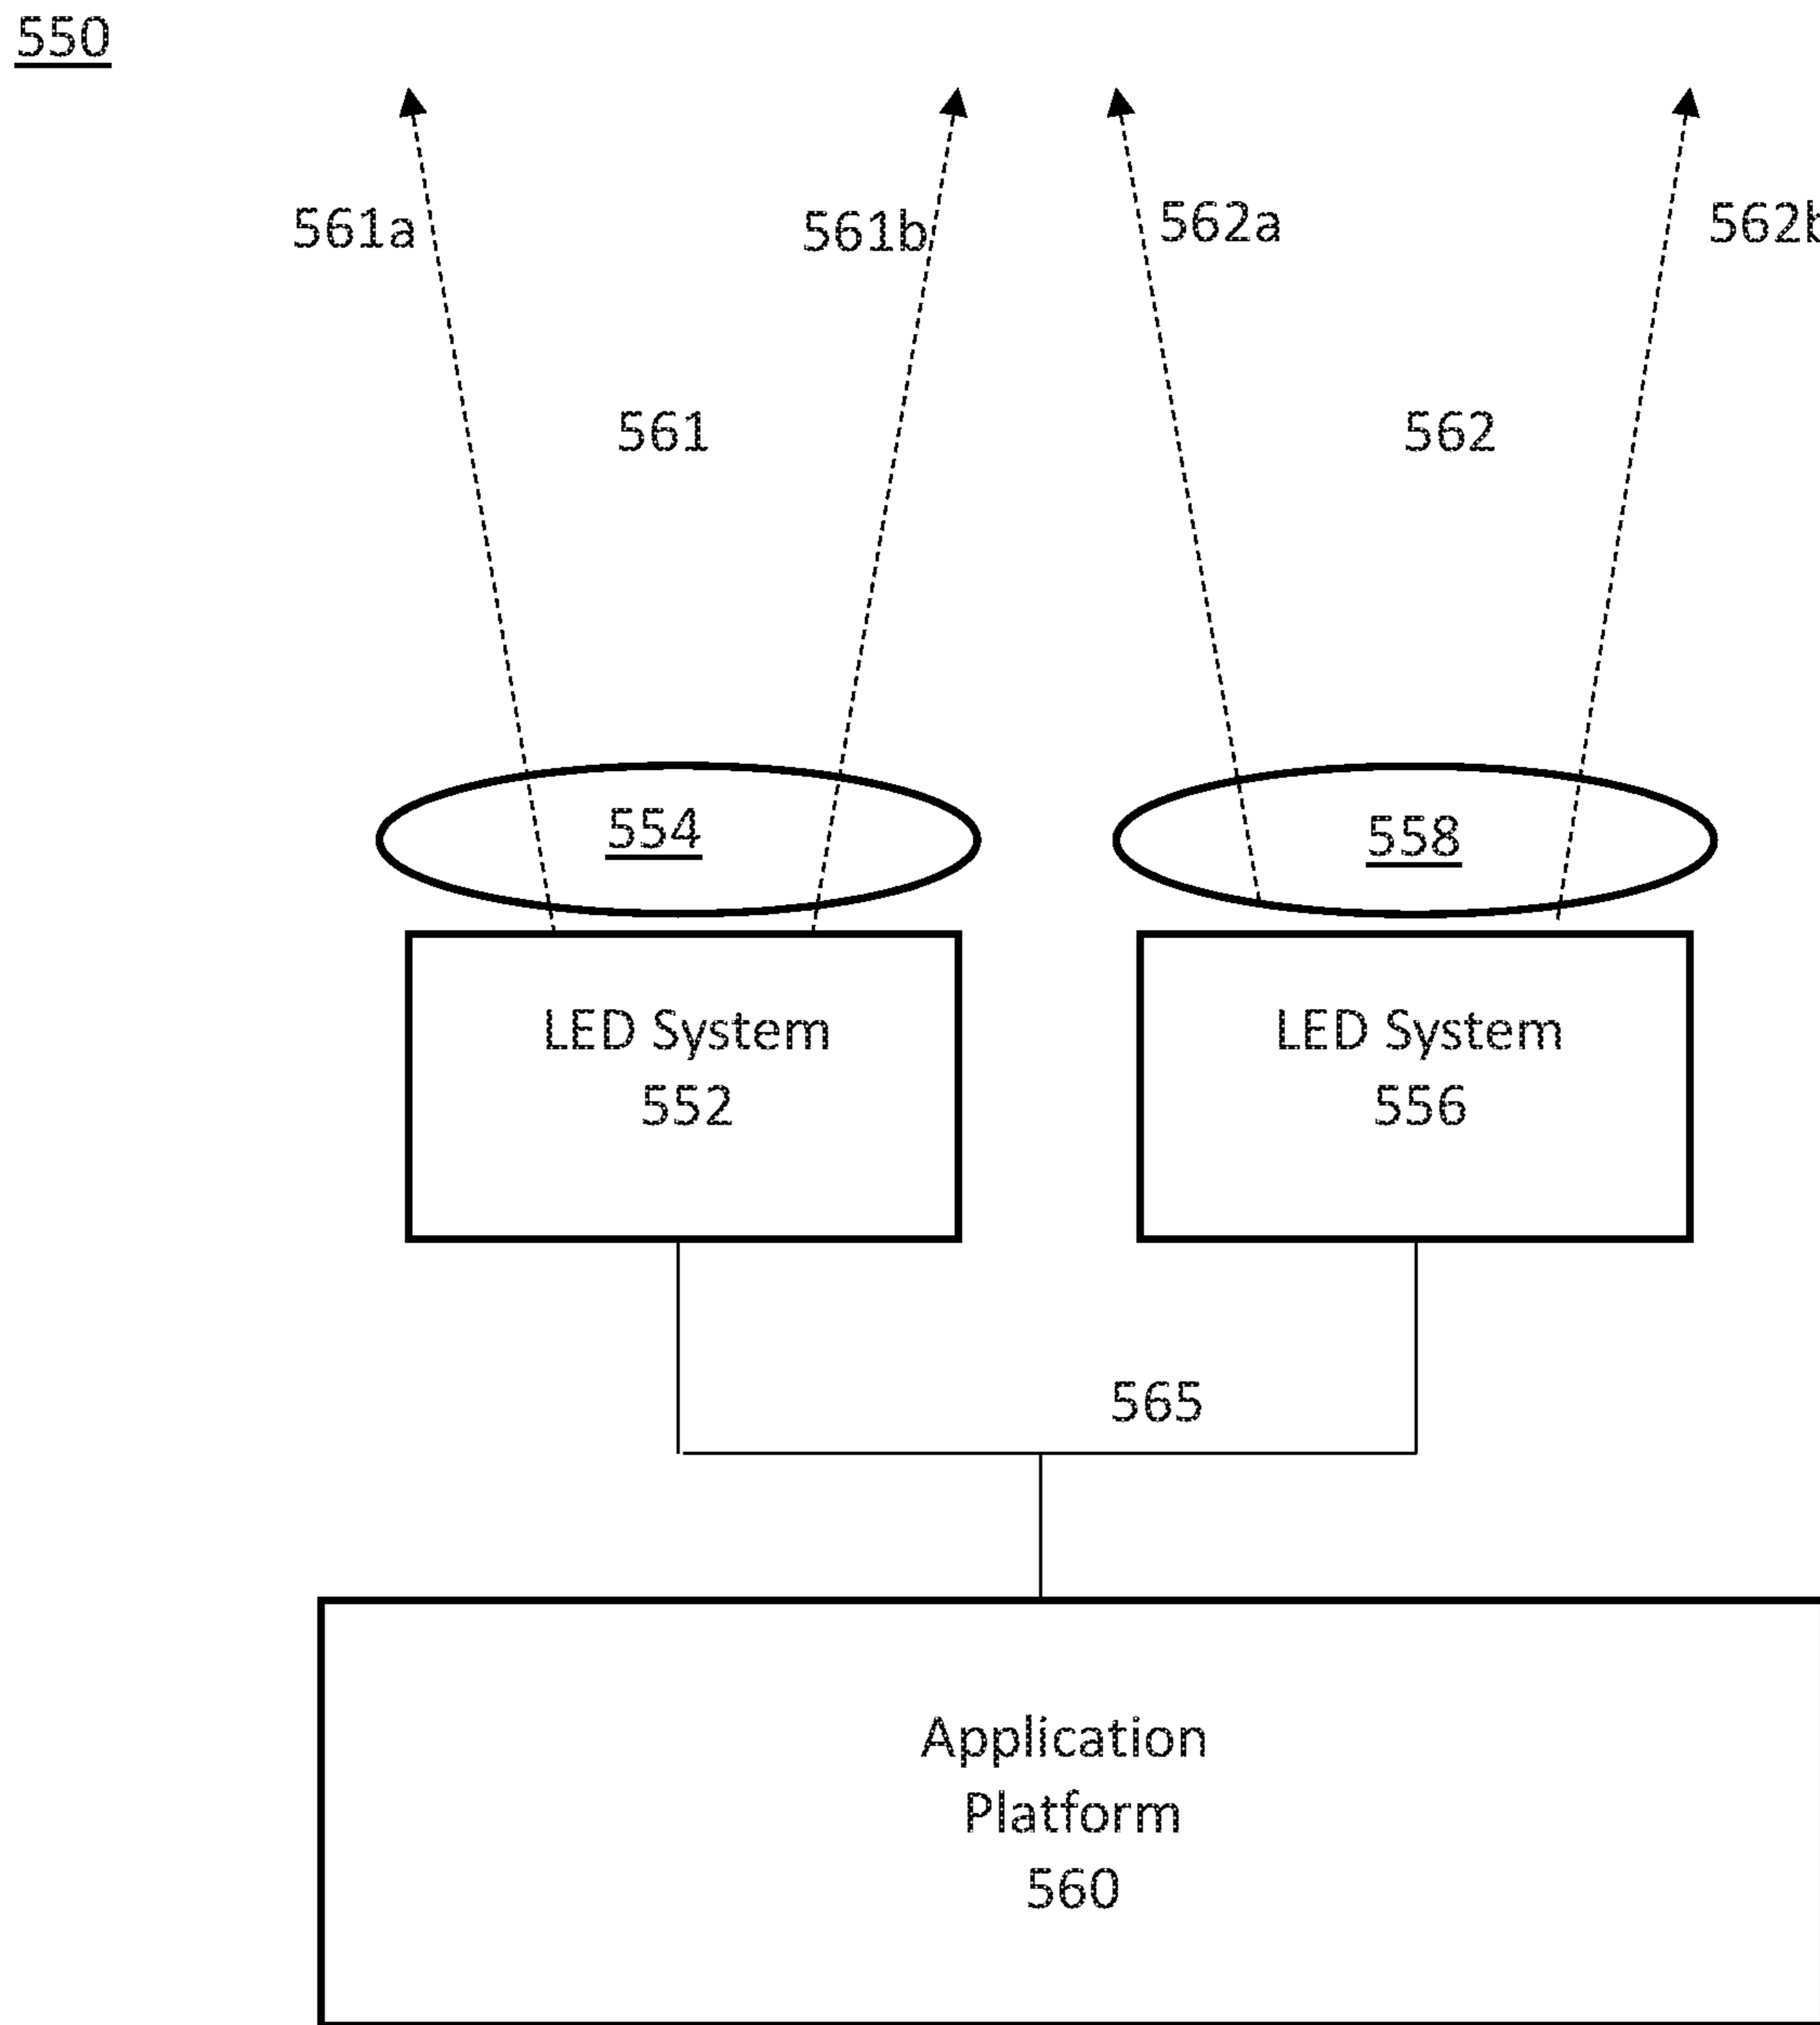 550
561a
561b
562a
562b
561
562
554
558
LED System
552
LED System
556
565
Application
Platform
560